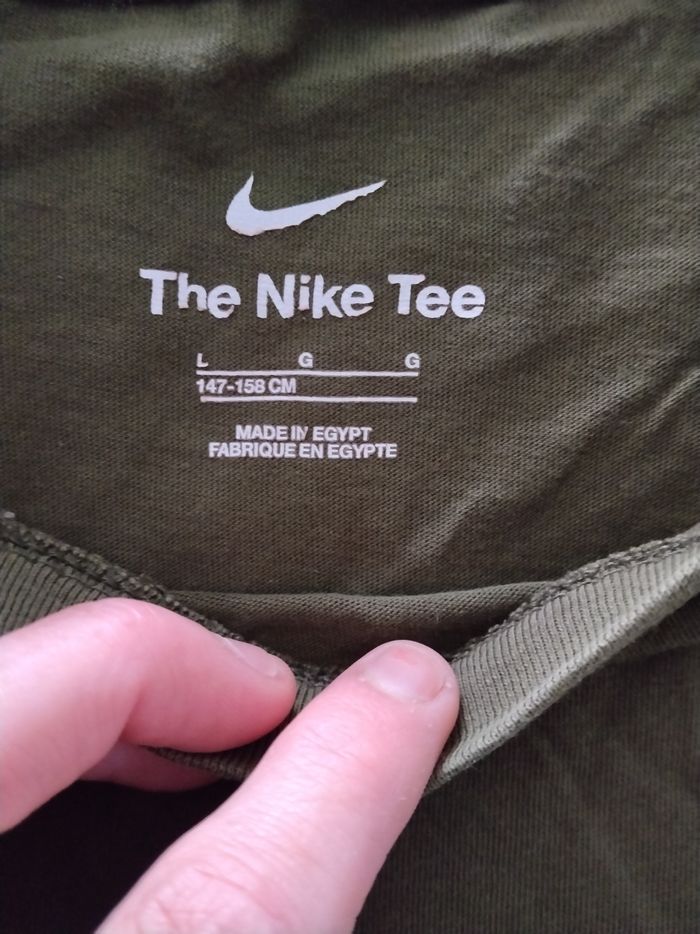 The Nike Tee
L G G
147-158 CM
MADE IN EGYPT
FABRIQUE EN EGYPTE